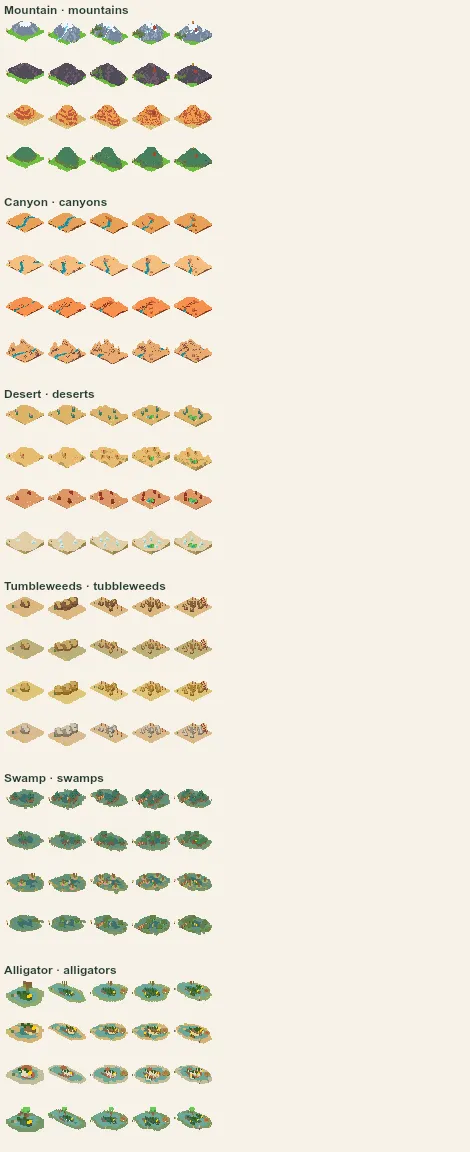 Mountain · mountains
Canyon · canyons
Desert · deserts
Tumbleweeds · tubbleweeds
Swamp · swamps
Alligator · alligators